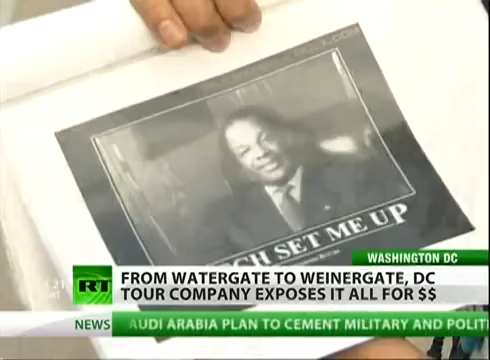 SET ME UP
WASHINGTON DC
FROM WATERGATE TO WEINERGATE, DC
TOUR COMPANY EXPOSES IT ALL FOR $$
RT
NEWS
AUDI ARABIA PLAN TO CEMENT MILITARY AND POLIT